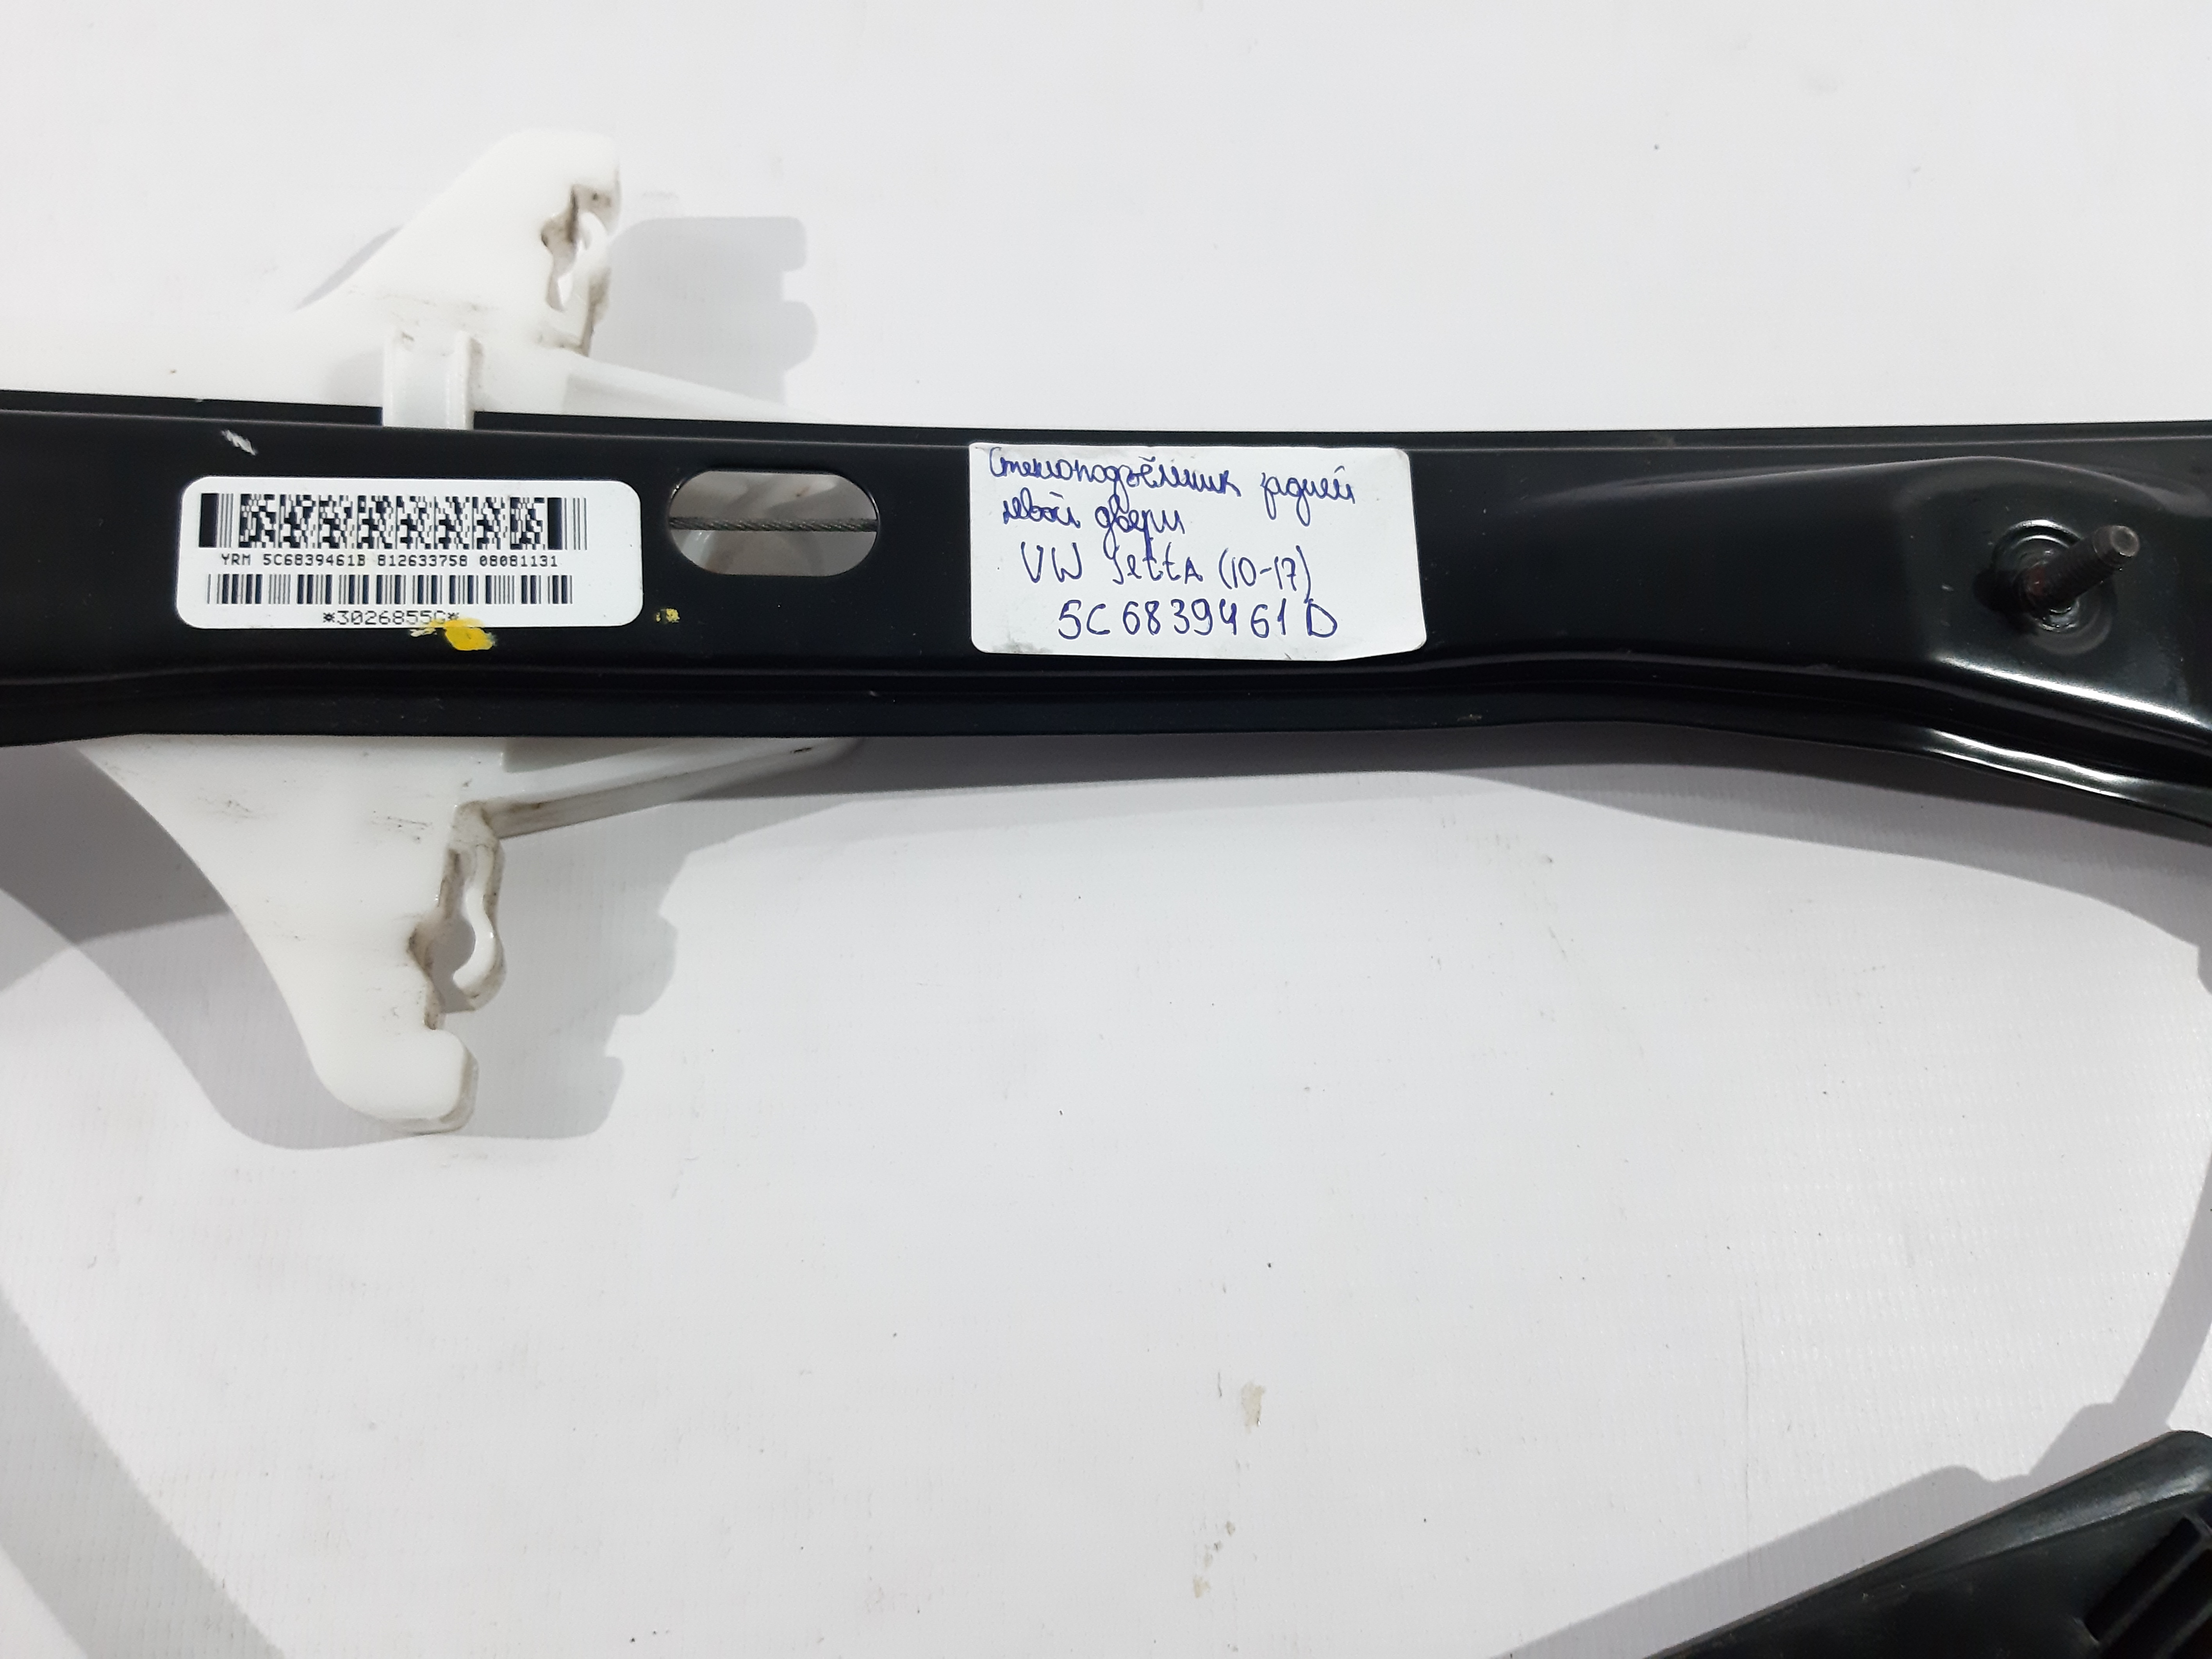 YRM 5C6839461B 812633758 08081131
*3026855G*
Стеклоподъёмник задней
левой двери
VW Jetta (10-17)
5C6839461D